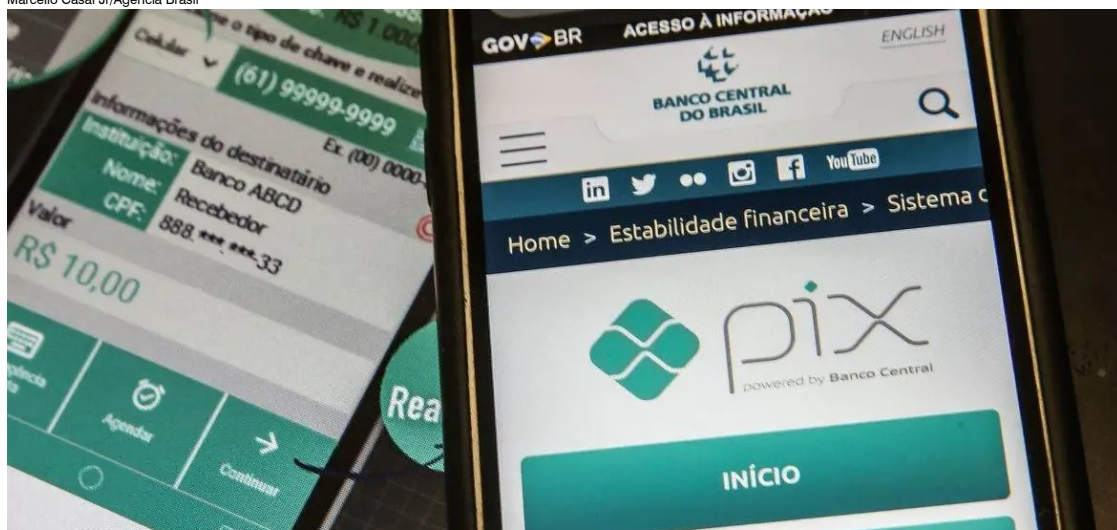 Marcello Casal Jr/Agência Brasil
R$ 1.000
o tipo de chave e realize
Celular
(61) 99999-9999
Ex. (00) 0000-
Informações do destinatário
Instituição: Banco ABCD
Nome: Recebedor
CPF: 888.***.***-33
Valor
R$ 10,00
Agendar
Continuar
Rea
GOV BR
ACESSO À INFORMAÇÃO
ENGLISH
BANCO CENTRAL
DO BRASIL
in
f
You Tube
Home > Estabilidade financeira > Sistema
pix
powered by Banco Central
INÍCIO